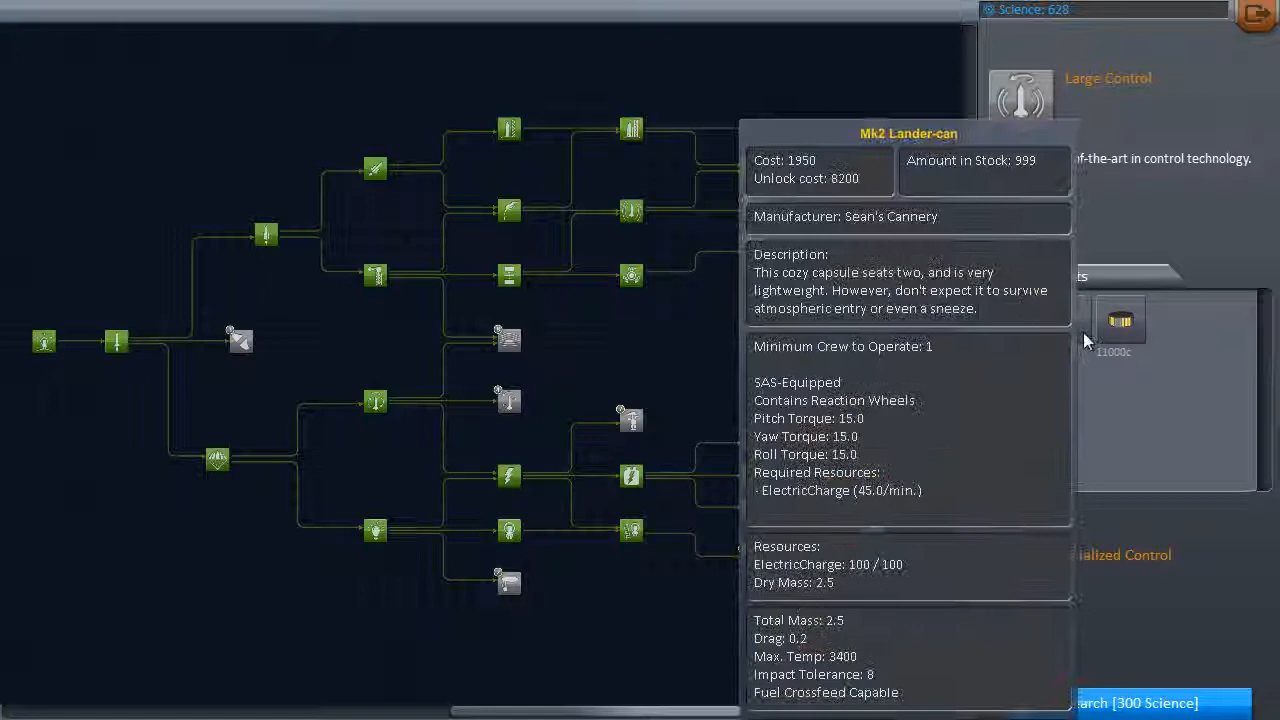 Science: 628
Large Control
Mk2 Lander-can
Cost: 1950
Unlock cost: 8200
Amount in Stock: 999
of-the-art in control technology.
Manufacturer: Sean's Cannery
Description:
This cozy capsule seats two, and is very
lightweight. However, don't expect it to survive
atmospheric entry or even a sneeze.
Minimum Crew to Operate: 1
11000c
SAS-Equipped
Contains Reaction Wheels
Pitch Torque: 15.0
Yaw Torque: 15.0
Roll Torque: 15.0
Required Resources:
- ElectricCharge (45.0/min.)
Resources:
ElectricCharge: 100 / 100
Dry Mass: 2.5
ialized Control
Total Mass: 2.5
Drag: 0.2
Max. Temp: 3400
Impact Tolerance: 8
Fuel Crossfeed Capable
arch [300 Science]